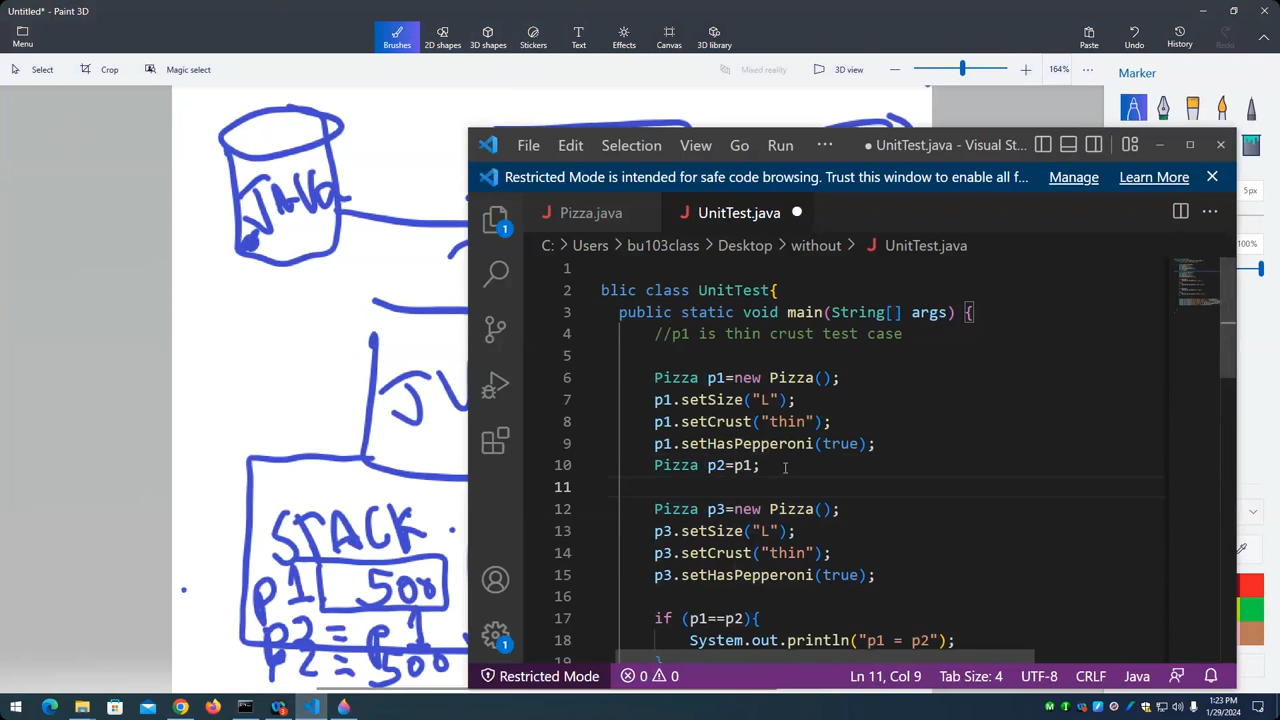 Untitled* - Paint 3D
Menu
Brushes
2D shapes
3D shapes
Stickers
Text
Effects
Canvas
3D library
Paste
Undo
History
Redo
Select
Crop
Magic select
Mixed reality
3D view
164%
Marker
5px
100%
JAVA
STACK
p1 500
p2 = p1
p2 = 500
File Edit Selection View Go Run ··· ● UnitTest.java - Visual St...
Restricted Mode is intended for safe code browsing. Trust this window to enable all f... Manage Learn More
Pizza.java
UnitTest.java
C: > Users > bu103class > Desktop > without > UnitTest.java
1
2 blic class UnitTest{
3 public static void main(String[] args) {
4 //p1 is thin crust test case
5
6 Pizza p1=new Pizza();
7 p1.setSize("L");
8 p1.setCrust("thin");
9 p1.setHasPepperoni(true);
10 Pizza p2=p1;
11
12 Pizza p3=new Pizza();
13 p3.setSize("L");
14 p3.setCrust("thin");
15 p3.setHasPepperoni(true);
16
17 if (p1==p2){
18 System.out.println("p1 = p2");
19 }
1
1
Restricted Mode 0 0 Ln 11, Col 9 Tab Size: 4 UTF-8 CRLF Java
1:23 PM
1/29/2024